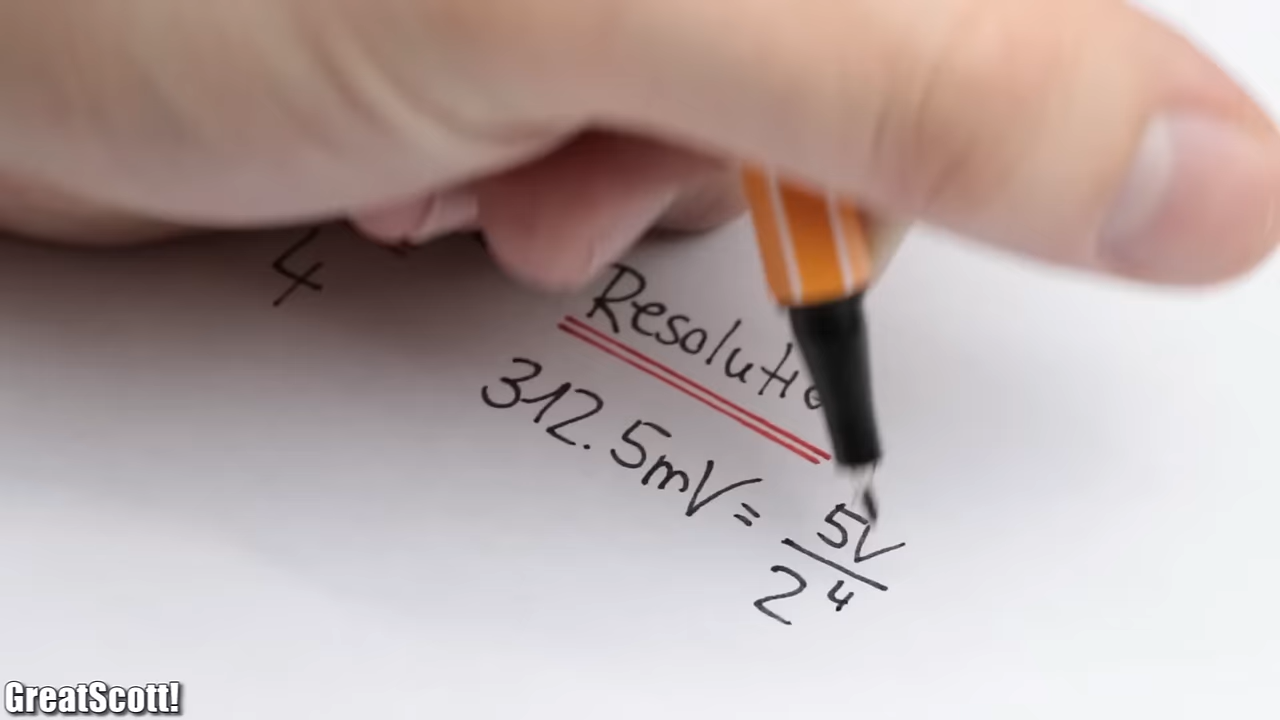 4
Resolutio
312.5mV = 5V
2⁴
GreatScott!